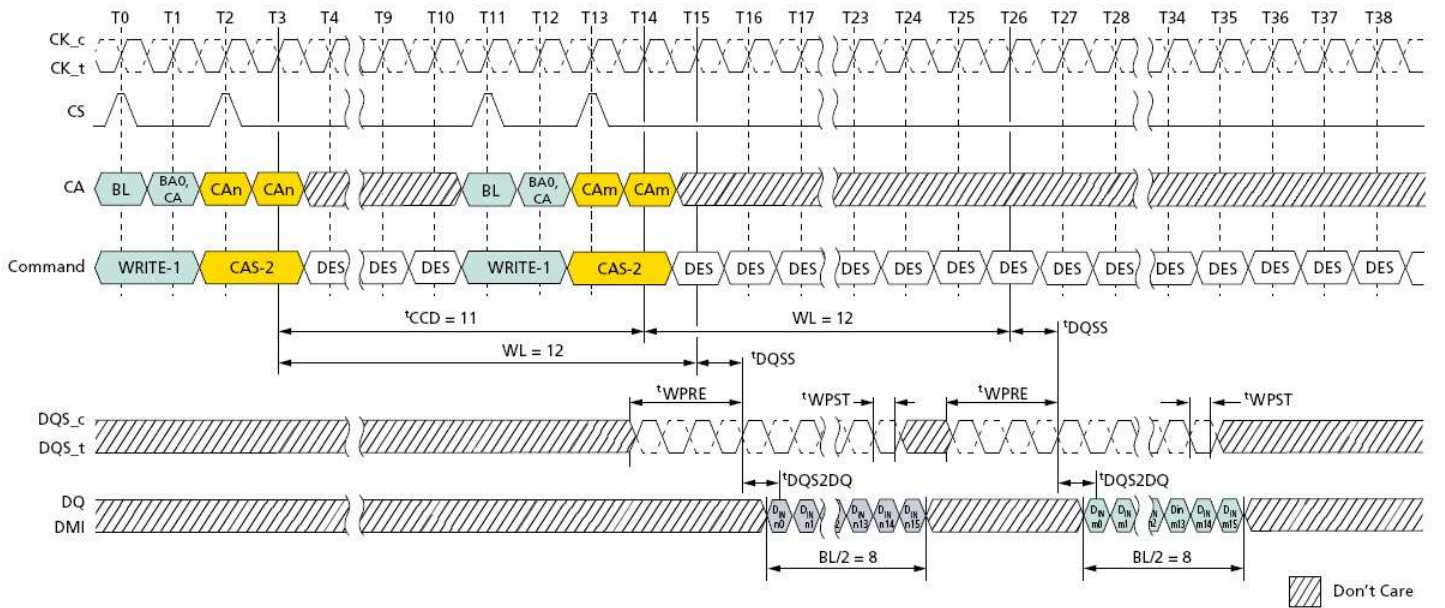 T0 T1 T2 T3 T4 T9 T10 T11 T12 T13 T14 T15 T16 T17 T23 T24 T25 T26 T27 T28 T34 T35 T36 T37 T38
CK_c
CK_t
CS
CA BL BA0, CA CAn CAn BL BA0, CA CAm CAm
Command WRITE-1 CAS-2 DES DES DES WRITE-1 CAS-2 DES DES DES DES DES DES DES DES DES DES DES DES DES DES
tCCD = 11 WL = 12 tDQSS
WL = 12 tDQSS
tWPRE tWPST tWPRE tWPST
DQS_c
DQS_t
tDQS2DQ tDQS2DQ
DQ
DMI
DIN n0 DIN n1 DIN n13 DIN n14 DIN n15 DIN m0 DIN m1 Din m13 DIN m14 DIN m15
BL/2 = 8 BL/2 = 8
Don't Care